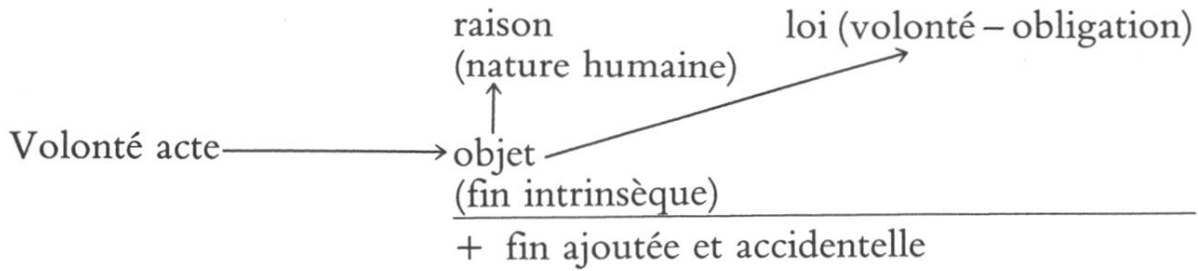 raison
loi (volonté – obligation)
(nature humaine)
Volonté acte
objet
(fin intrinsèque)
+ fin ajoutée et accidentelle